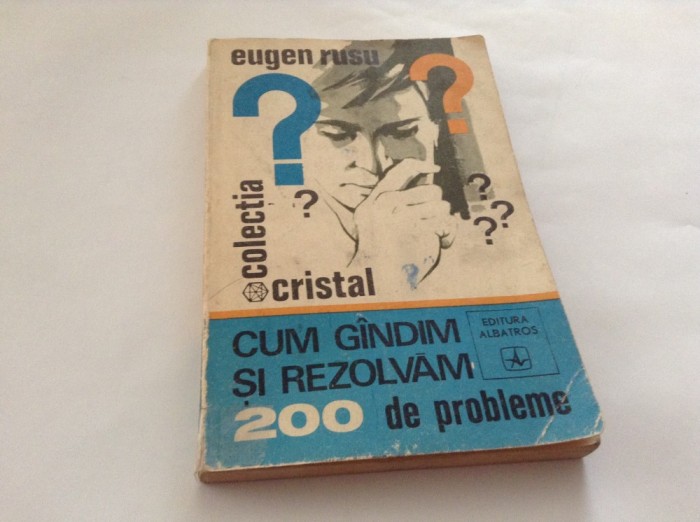 eugen rusu
?
?
?
?
?
?
?
colectia
cristal
CUM GÎNDIM
ȘI REZOLVĂM
200 de probleme
EDITURA
ALBATROS